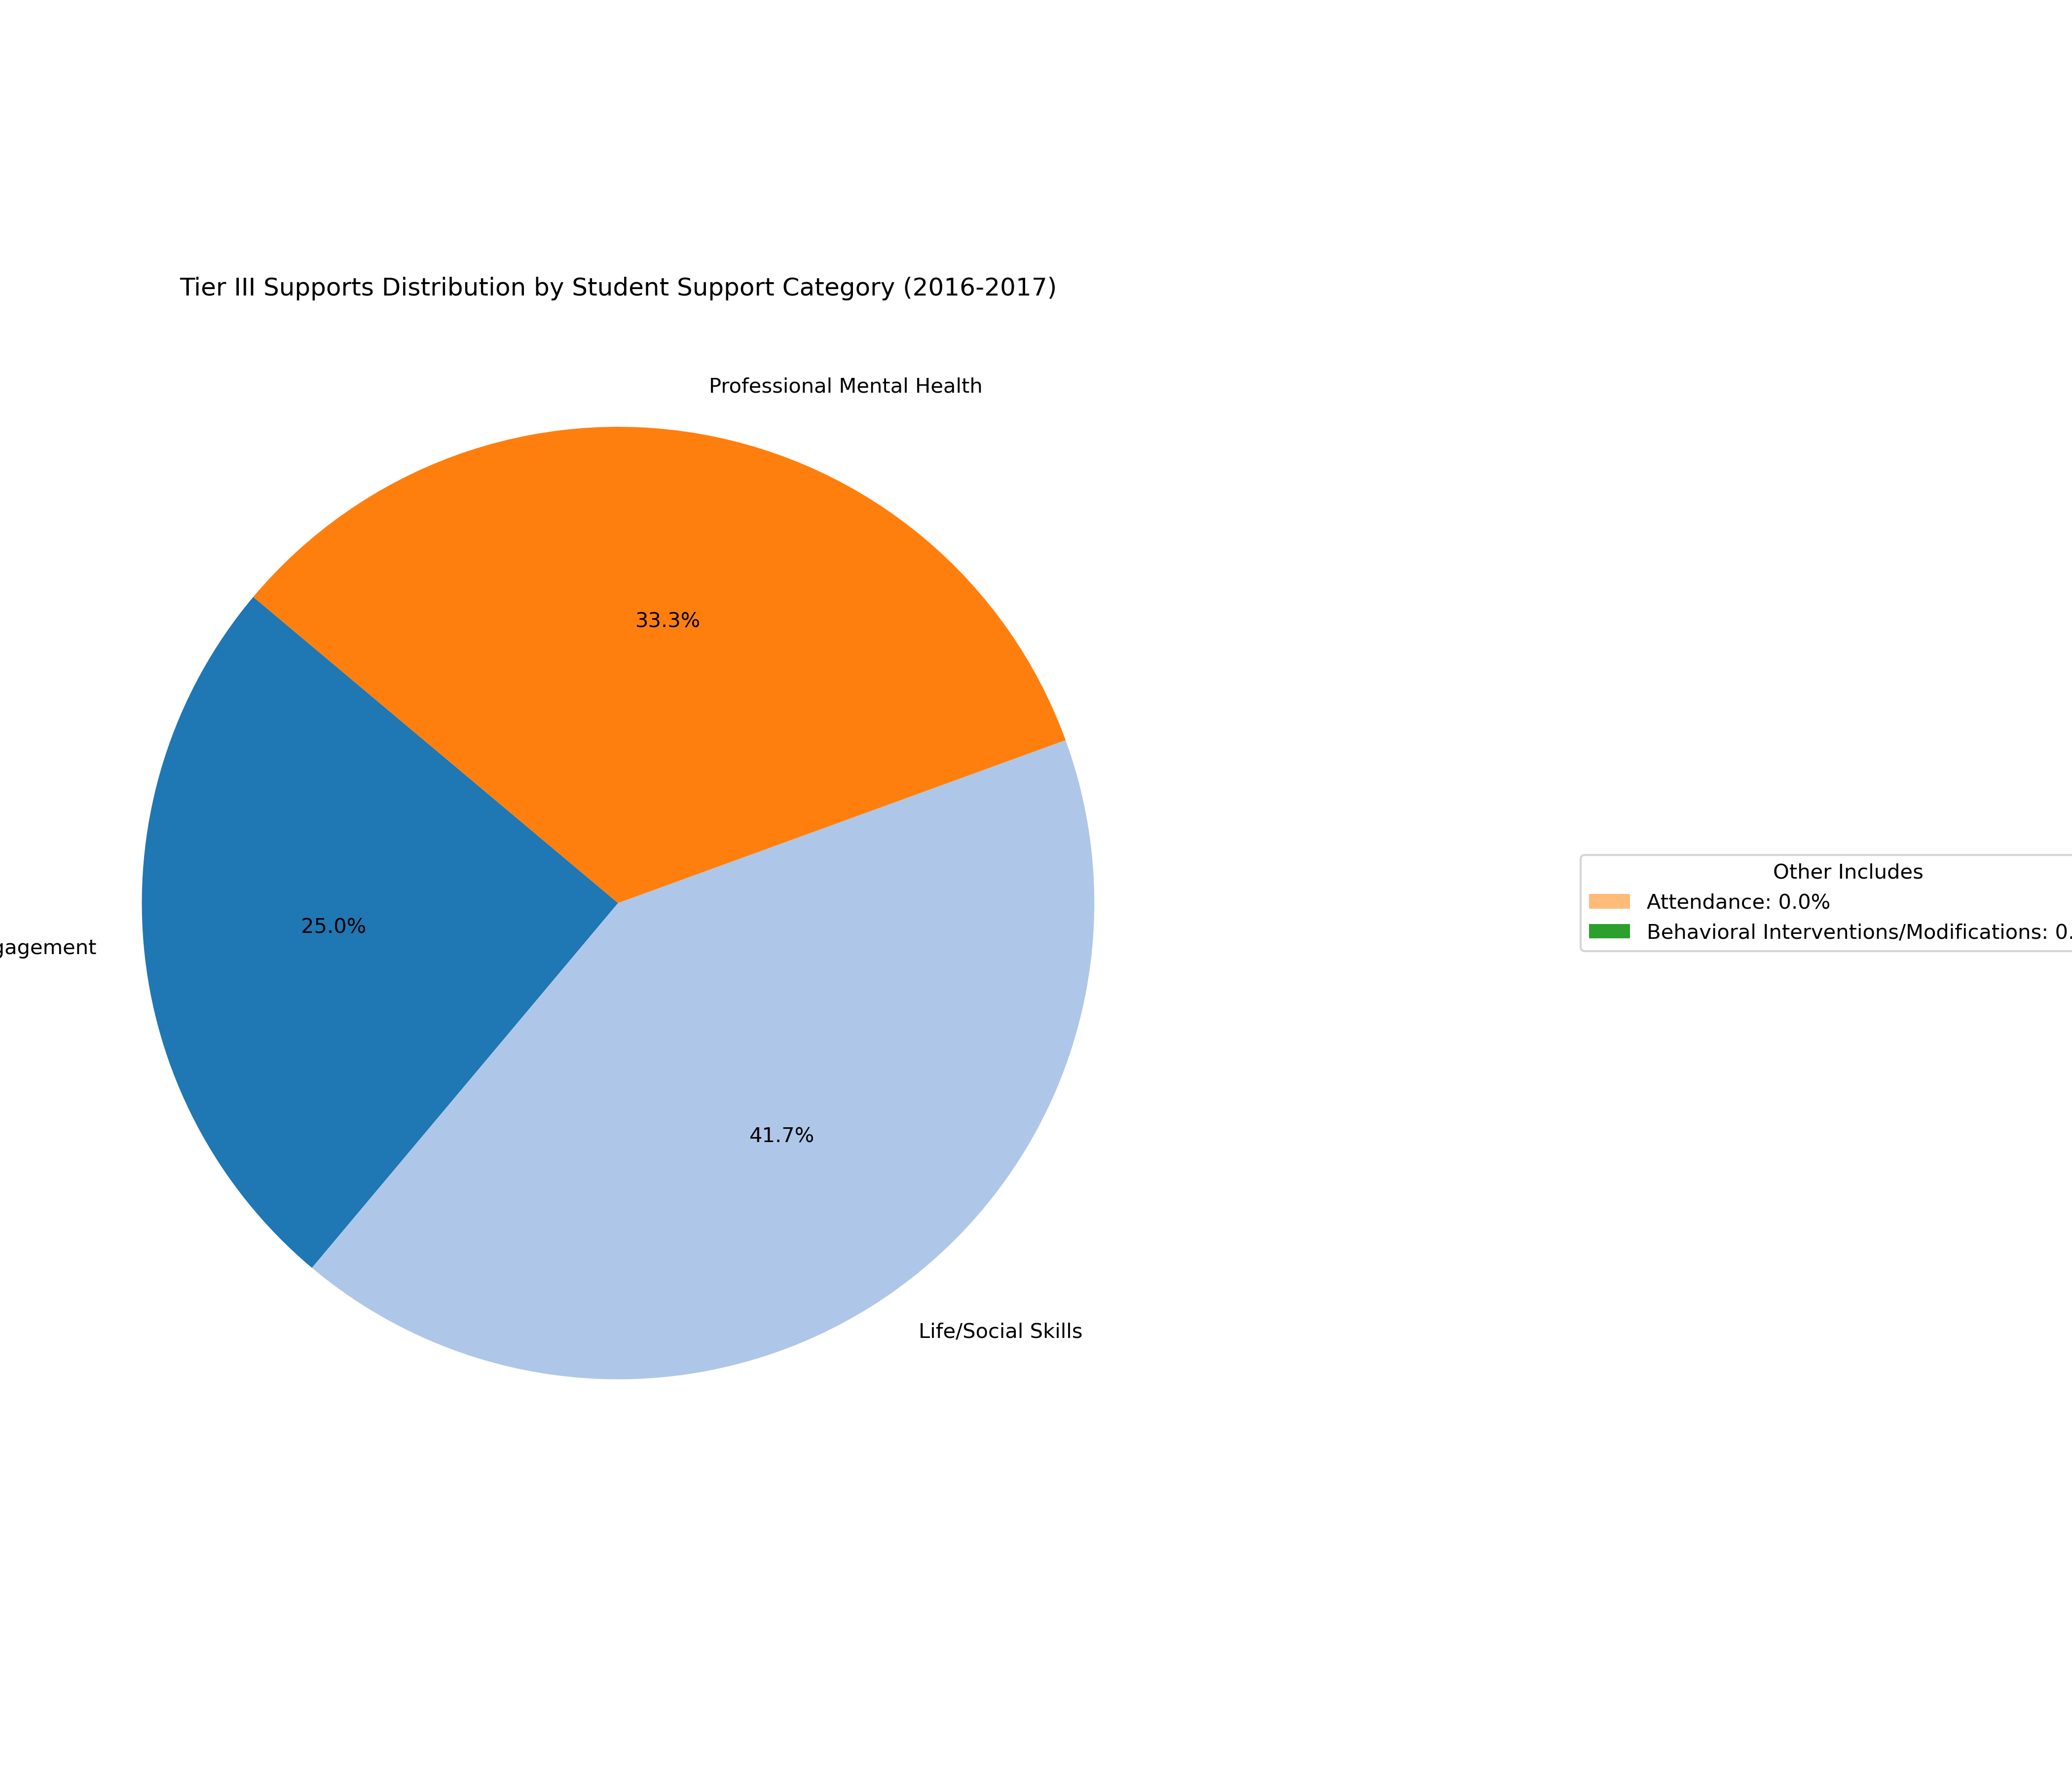 Tier III Supports Distribution by Student Support Category (2016-2017)
Professional Mental Health
33.3%
25.0%
gagement
41.7%
Life/Social Skills
Other Includes
Attendance: 0.0%
Behavioral Interventions/Modifications: 0.